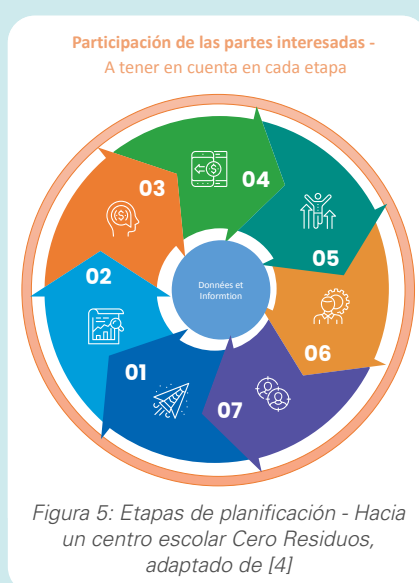 Participación de las partes interesadas -
A tener en cuenta en cada etapa
04
03
05
02
Données et
Informtion
06
01
07
Figura 5: Etapas de planificación - Hacia
un centro escolar Cero Residuos,
adaptado de [4]